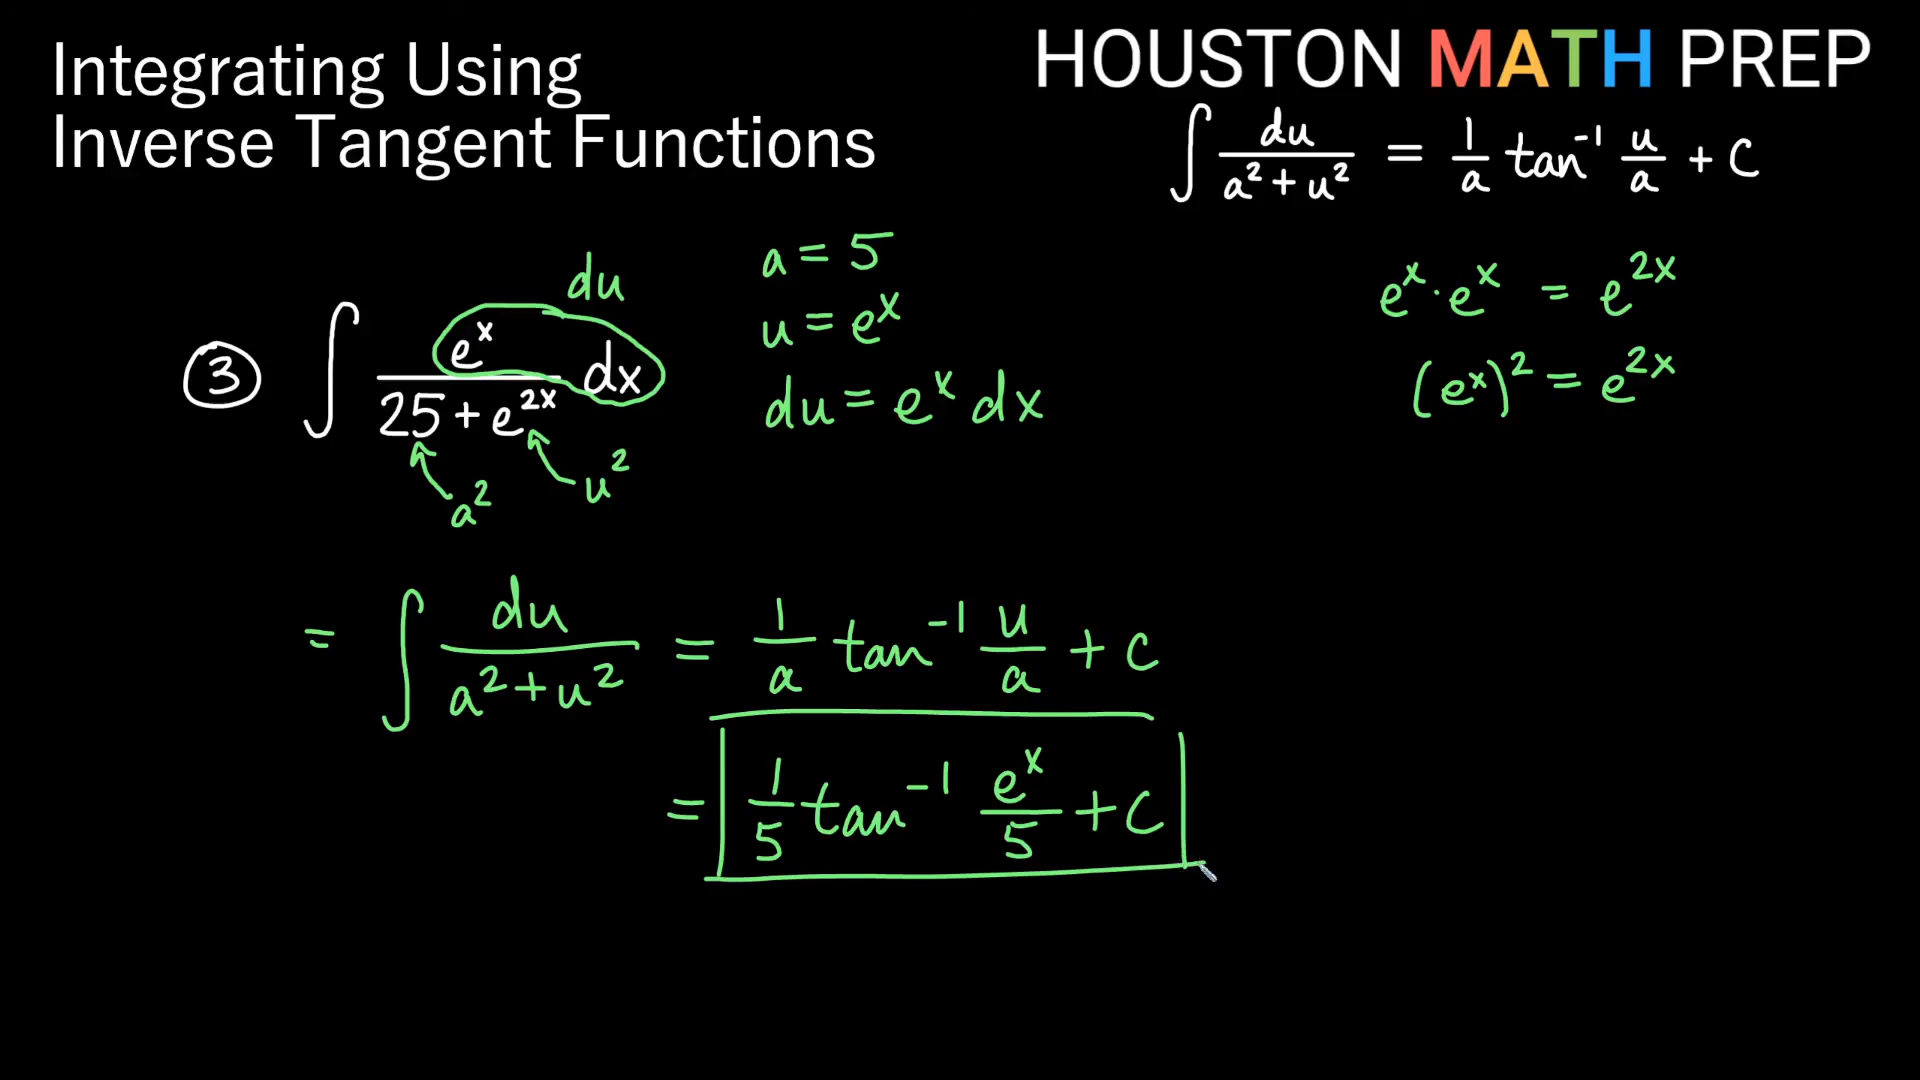 Integrating Using
Inverse Tangent Functions
HOUSTON MATH PREP
∫ du/(a² + u²) = 1/a tan⁻¹ u/a + C
③ ∫ eˣ/(25 + e²ˣ) dx
du
a²
u²
a = 5
u = eˣ
du = eˣ dx
eˣ · eˣ = e²ˣ
(eˣ)² = e²ˣ
= ∫ du/(a² + u²) = 1/a tan⁻¹ u/a + C
= 1/5 tan⁻¹ eˣ/5 + C